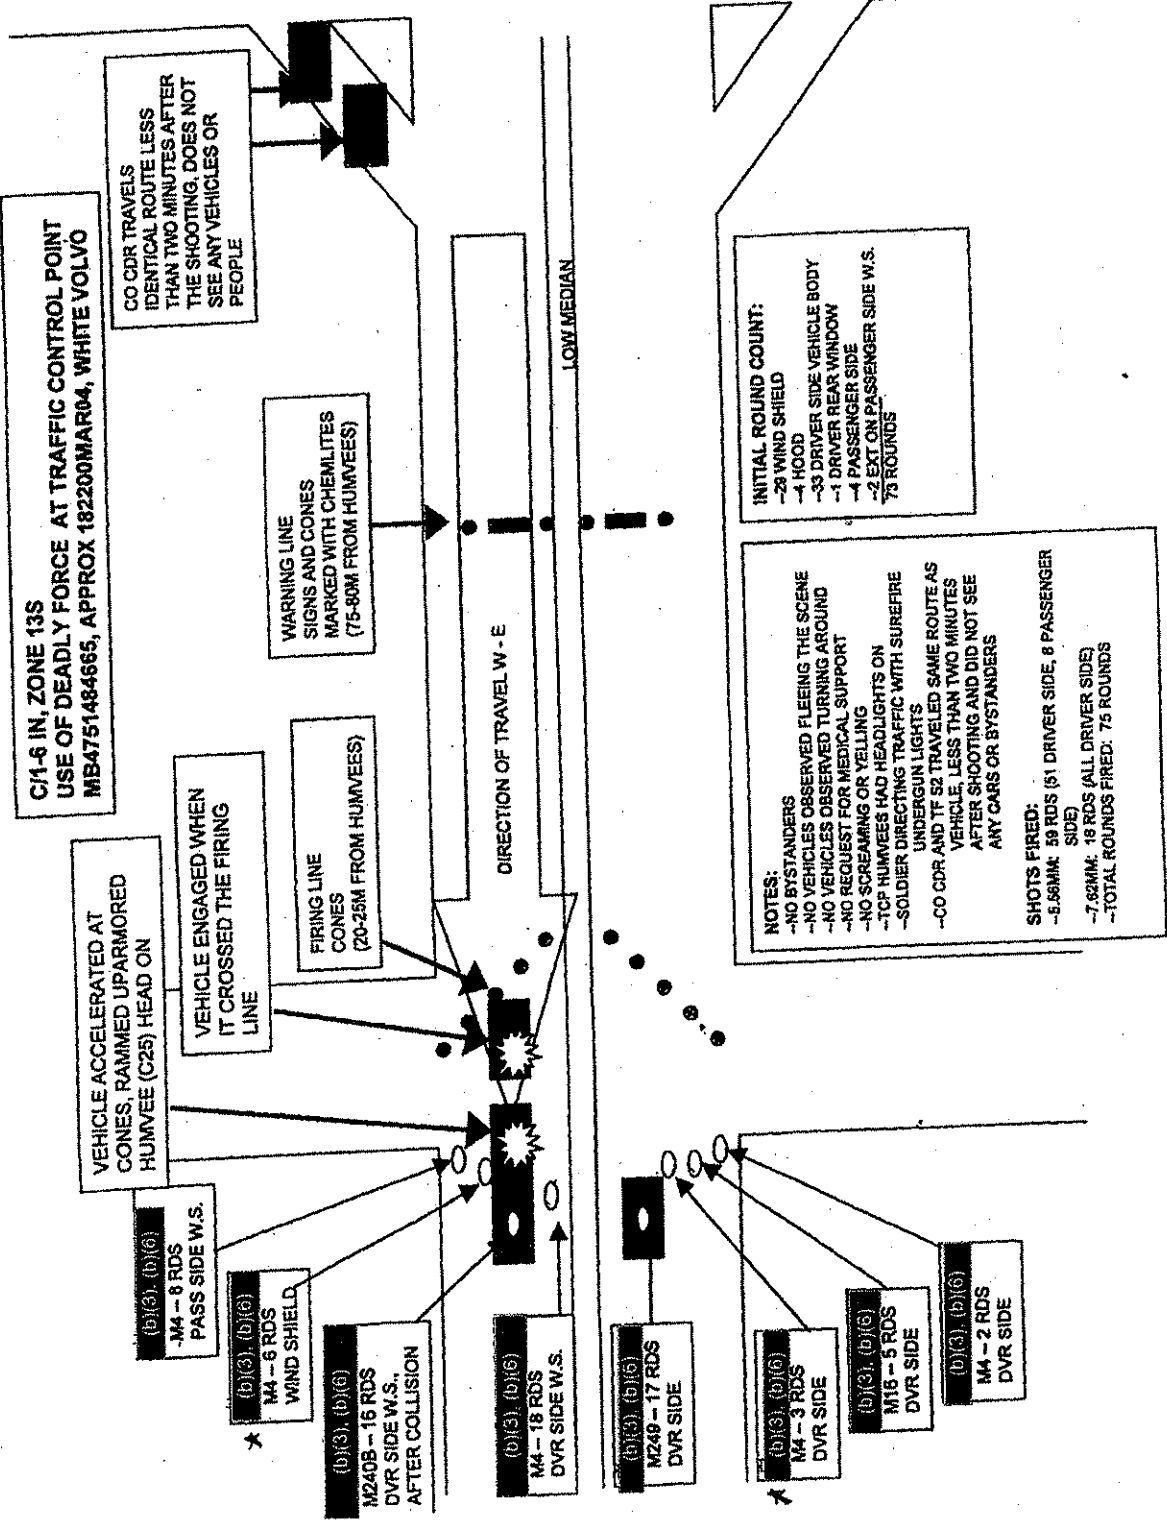 C/1-6 IN, ZONE 13S
USE OF DEADLY FORCE AT TRAFFIC CONTROL POINT
MB4751484665, APPROX 182200MAR04, WHITE VOLVO
VEHICLE ACCELERATED AT
CONES, RAMMED UPARMORED
HUMVEE (C25) HEAD ON
VEHICLE ENGAGED WHEN
IT CROSSED THE FIRING
LINE
FIRING LINE
CONES
(20-25M FROM HUMVEES)
WARNING LINE
SIGNS AND CONES
MARKED WITH CHEMLITES
(75-80M FROM HUMVEES)
CO CDR TRAVELS
IDENTICAL ROUTE LESS
THAN TWO MINUTES AFTER
THE SHOOTING, DOES NOT
SEE ANY VEHICLES OR
PEOPLE
DIRECTION OF TRAVEL W - E
LOW MEDIAN
(b)(3), (b)(6)
-M4 – 8 RDS
PASS SIDE W.S.
(b)(3), (b)(6)
M4 – 6 RDS
WIND SHIELD
(b)(3), (b)(6)
M240B – 16 RDS
DVR SIDE W.S.,
AFTER COLLISION
(b)(3), (b)(6)
M4 – 18 RDS
DVR SIDE W.S.
(b)(3), (b)(6)
M249 – 17 RDS
DVR SIDE
(b)(3), (b)(6)
M4 – 3 RDS
DVR SIDE
(b)(3), (b)(6)
M16 – 5 RDS
DVR SIDE
(b)(3), (b)(6)
M4 – 2 RDS
DVR SIDE
NOTES:
--NO BYSTANDERS
--NO VEHICLES OBSERVED FLEEING THE SCENE
--NO VEHICLES OBSERVED TURNING AROUND
--NO REQUEST FOR MEDICAL SUPPORT
--NO SCREAMING OR YELLING
--TCP HUMVEES HAD HEADLIGHTS ON
--SOLDIER DIRECTING TRAFFIC WITH SUREFIRE
UNDERGUN LIGHTS
--CO CDR AND TF S2 TRAVELED SAME ROUTE AS
VEHICLE, LESS THAN TWO MINUTES
AFTER SHOOTING AND DID NOT SEE
ANY CARS OR BYSTANDERS
SHOTS FIRED:
--5.56MM: 59 RDS (51 DRIVER SIDE, 8 PASSENGER
SIDE)
--7.62MM: 18 RDS (ALL DRIVER SIDE)
--TOTAL ROUNDS FIRED: 75 ROUNDS
INITIAL ROUND COUNT:
--29 WIND SHIELD
--4 HOOD
--33 DRIVER SIDE VEHICLE BODY
--1 DRIVER REAR WINDOW
--4 PASSENGER SIDE
--2 EXT ON PASSENGER SIDE W.S.
73 ROUNDS